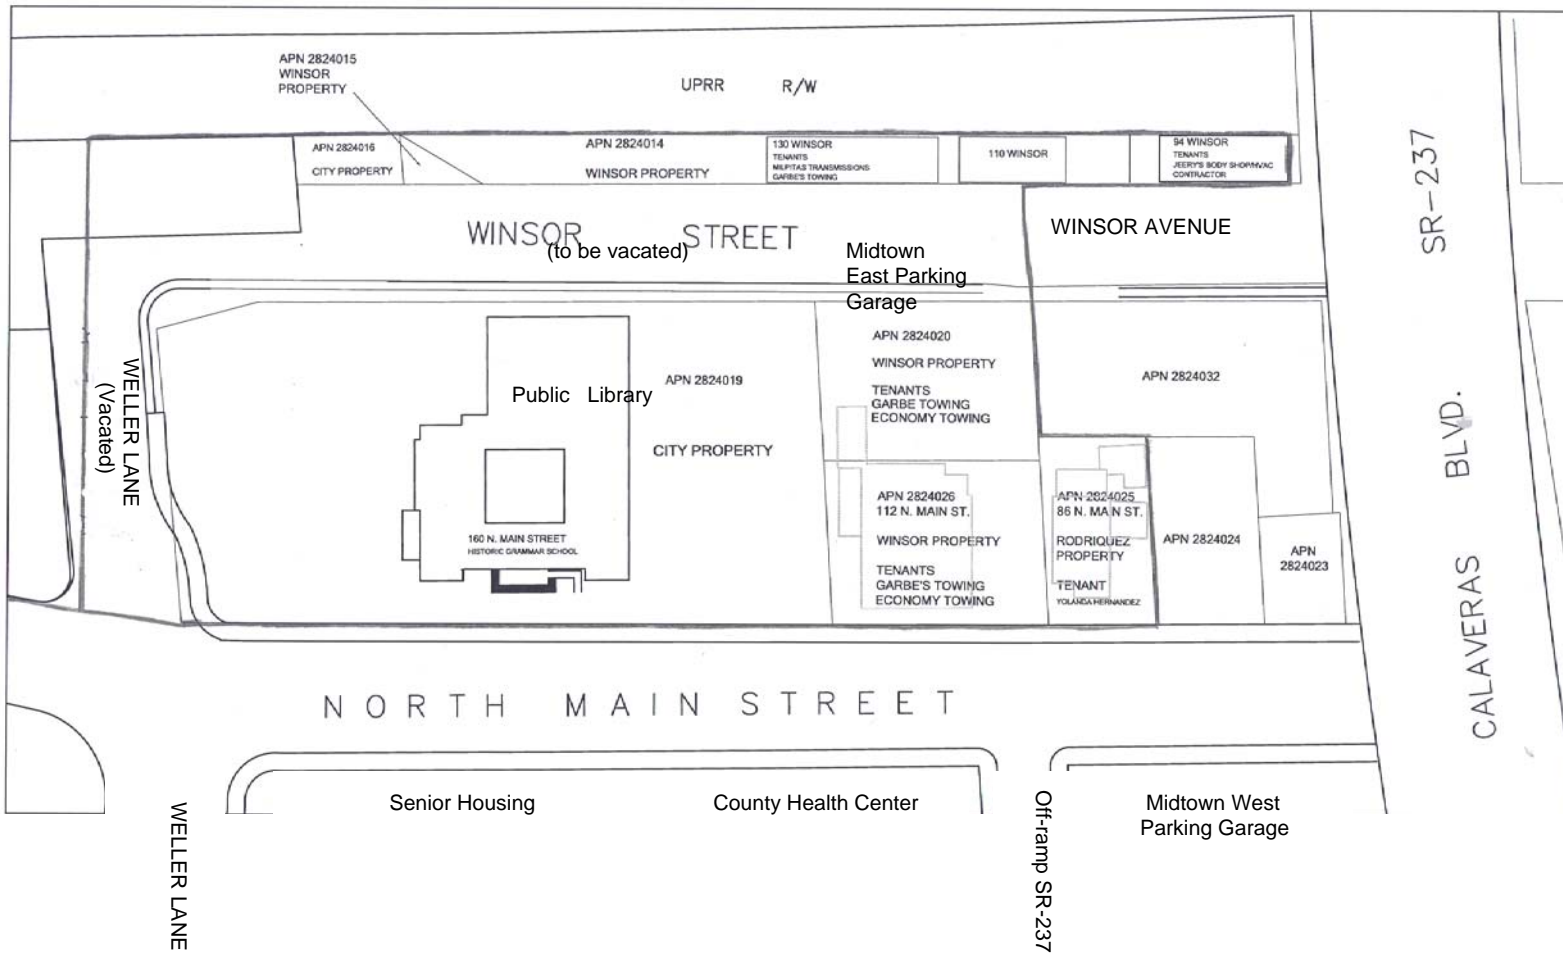 APN 2824015
WINSOR
PROPERTY
UPRR R/W
APN 2824016
CITY PROPERTY
APN 2824014
WINSOR PROPERTY
130 WINSOR
TENANTS
MILPITAS TRANSMISSIONS
GARBE'S TOWING
110 WINSOR
94 WINSOR
TENANTS
JEERY'S BODY SHOP/HVAC
CONTRACTOR
WINSOR STREET
(to be vacated)
Midtown
East Parking
Garage
WINSOR AVENUE
CALAVERAS BLVD. SR-237
WELLER LANE
(Vacated)
Public Library
APN 2824019
CITY PROPERTY
160 N. MAIN STREET
HISTORIC GRAMMAR SCHOOL
APN 2824020
WINSOR PROPERTY
TENANTS
GARBE TOWING
ECONOMY TOWING
APN 2824032
APN 2824026
112 N. MAIN ST.
WINSOR PROPERTY
TENANTS
GARBE'S TOWING
ECONOMY TOWING
APN 2824025
86 N. MAIN ST.
RODRIQUEZ
PROPERTY
TENANT
YOLANDA HERNANDEZ
APN 2824024
APN
2824023
NORTH MAIN STREET
Senior Housing
County Health Center
Midtown West
Parking Garage
WELLER LANE
Off-ramp SR-237